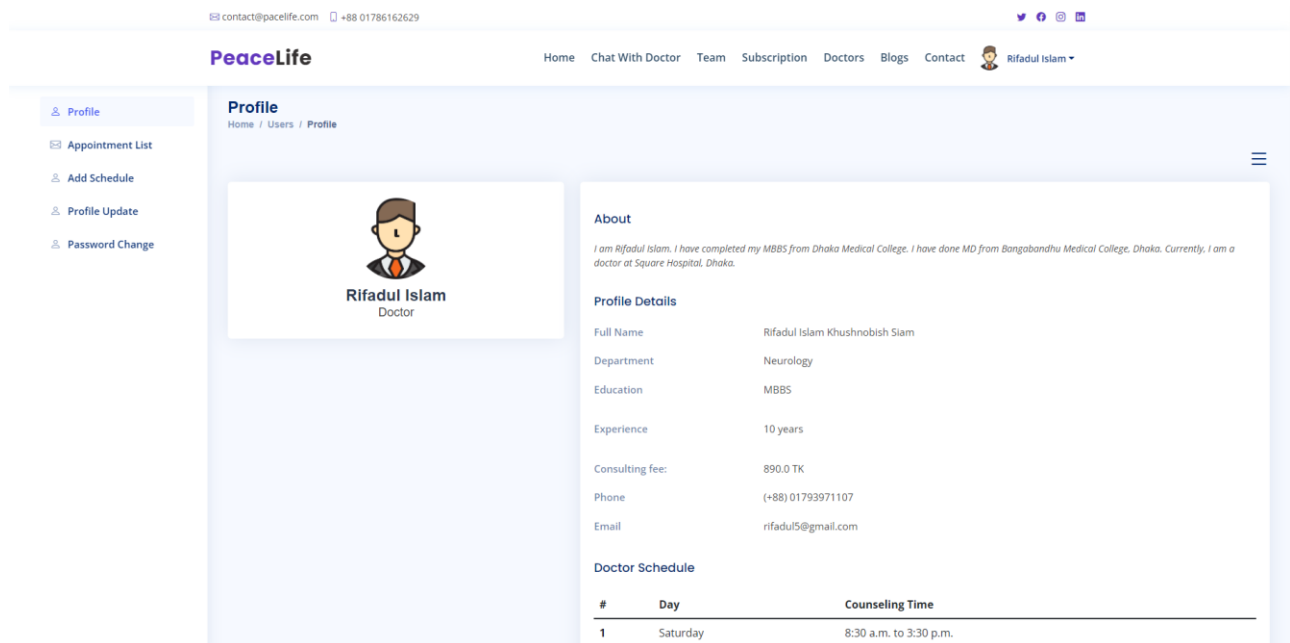 contact@pacelife.com +88 01786162629
PeaceLife
Home Chat With Doctor Team Subscription Doctors Blogs Contact Rifadul Islam
Profile
Appointment List
Add Schedule
Profile Update
Password Change
Profile
Home / Users / Profile
Rifadul Islam
Doctor
About
I am Rifadul Islam. I have completed my MBBS from Dhaka Medical College. I have done MD from Bangabandhu Medical College, Dhaka. Currently, I am a
doctor at Square Hospital, Dhaka.
Profile Details
Full Name Rifadul Islam Khushnobish Siam
Department Neurology
Education MBBS
Experience 10 years
Consulting fee: 890.0 TK
Phone (+88) 01793971107
Email rifadul5@gmail.com
Doctor Schedule
# Day Counseling Time
1 Saturday 8:30 a.m. to 3:30 p.m.